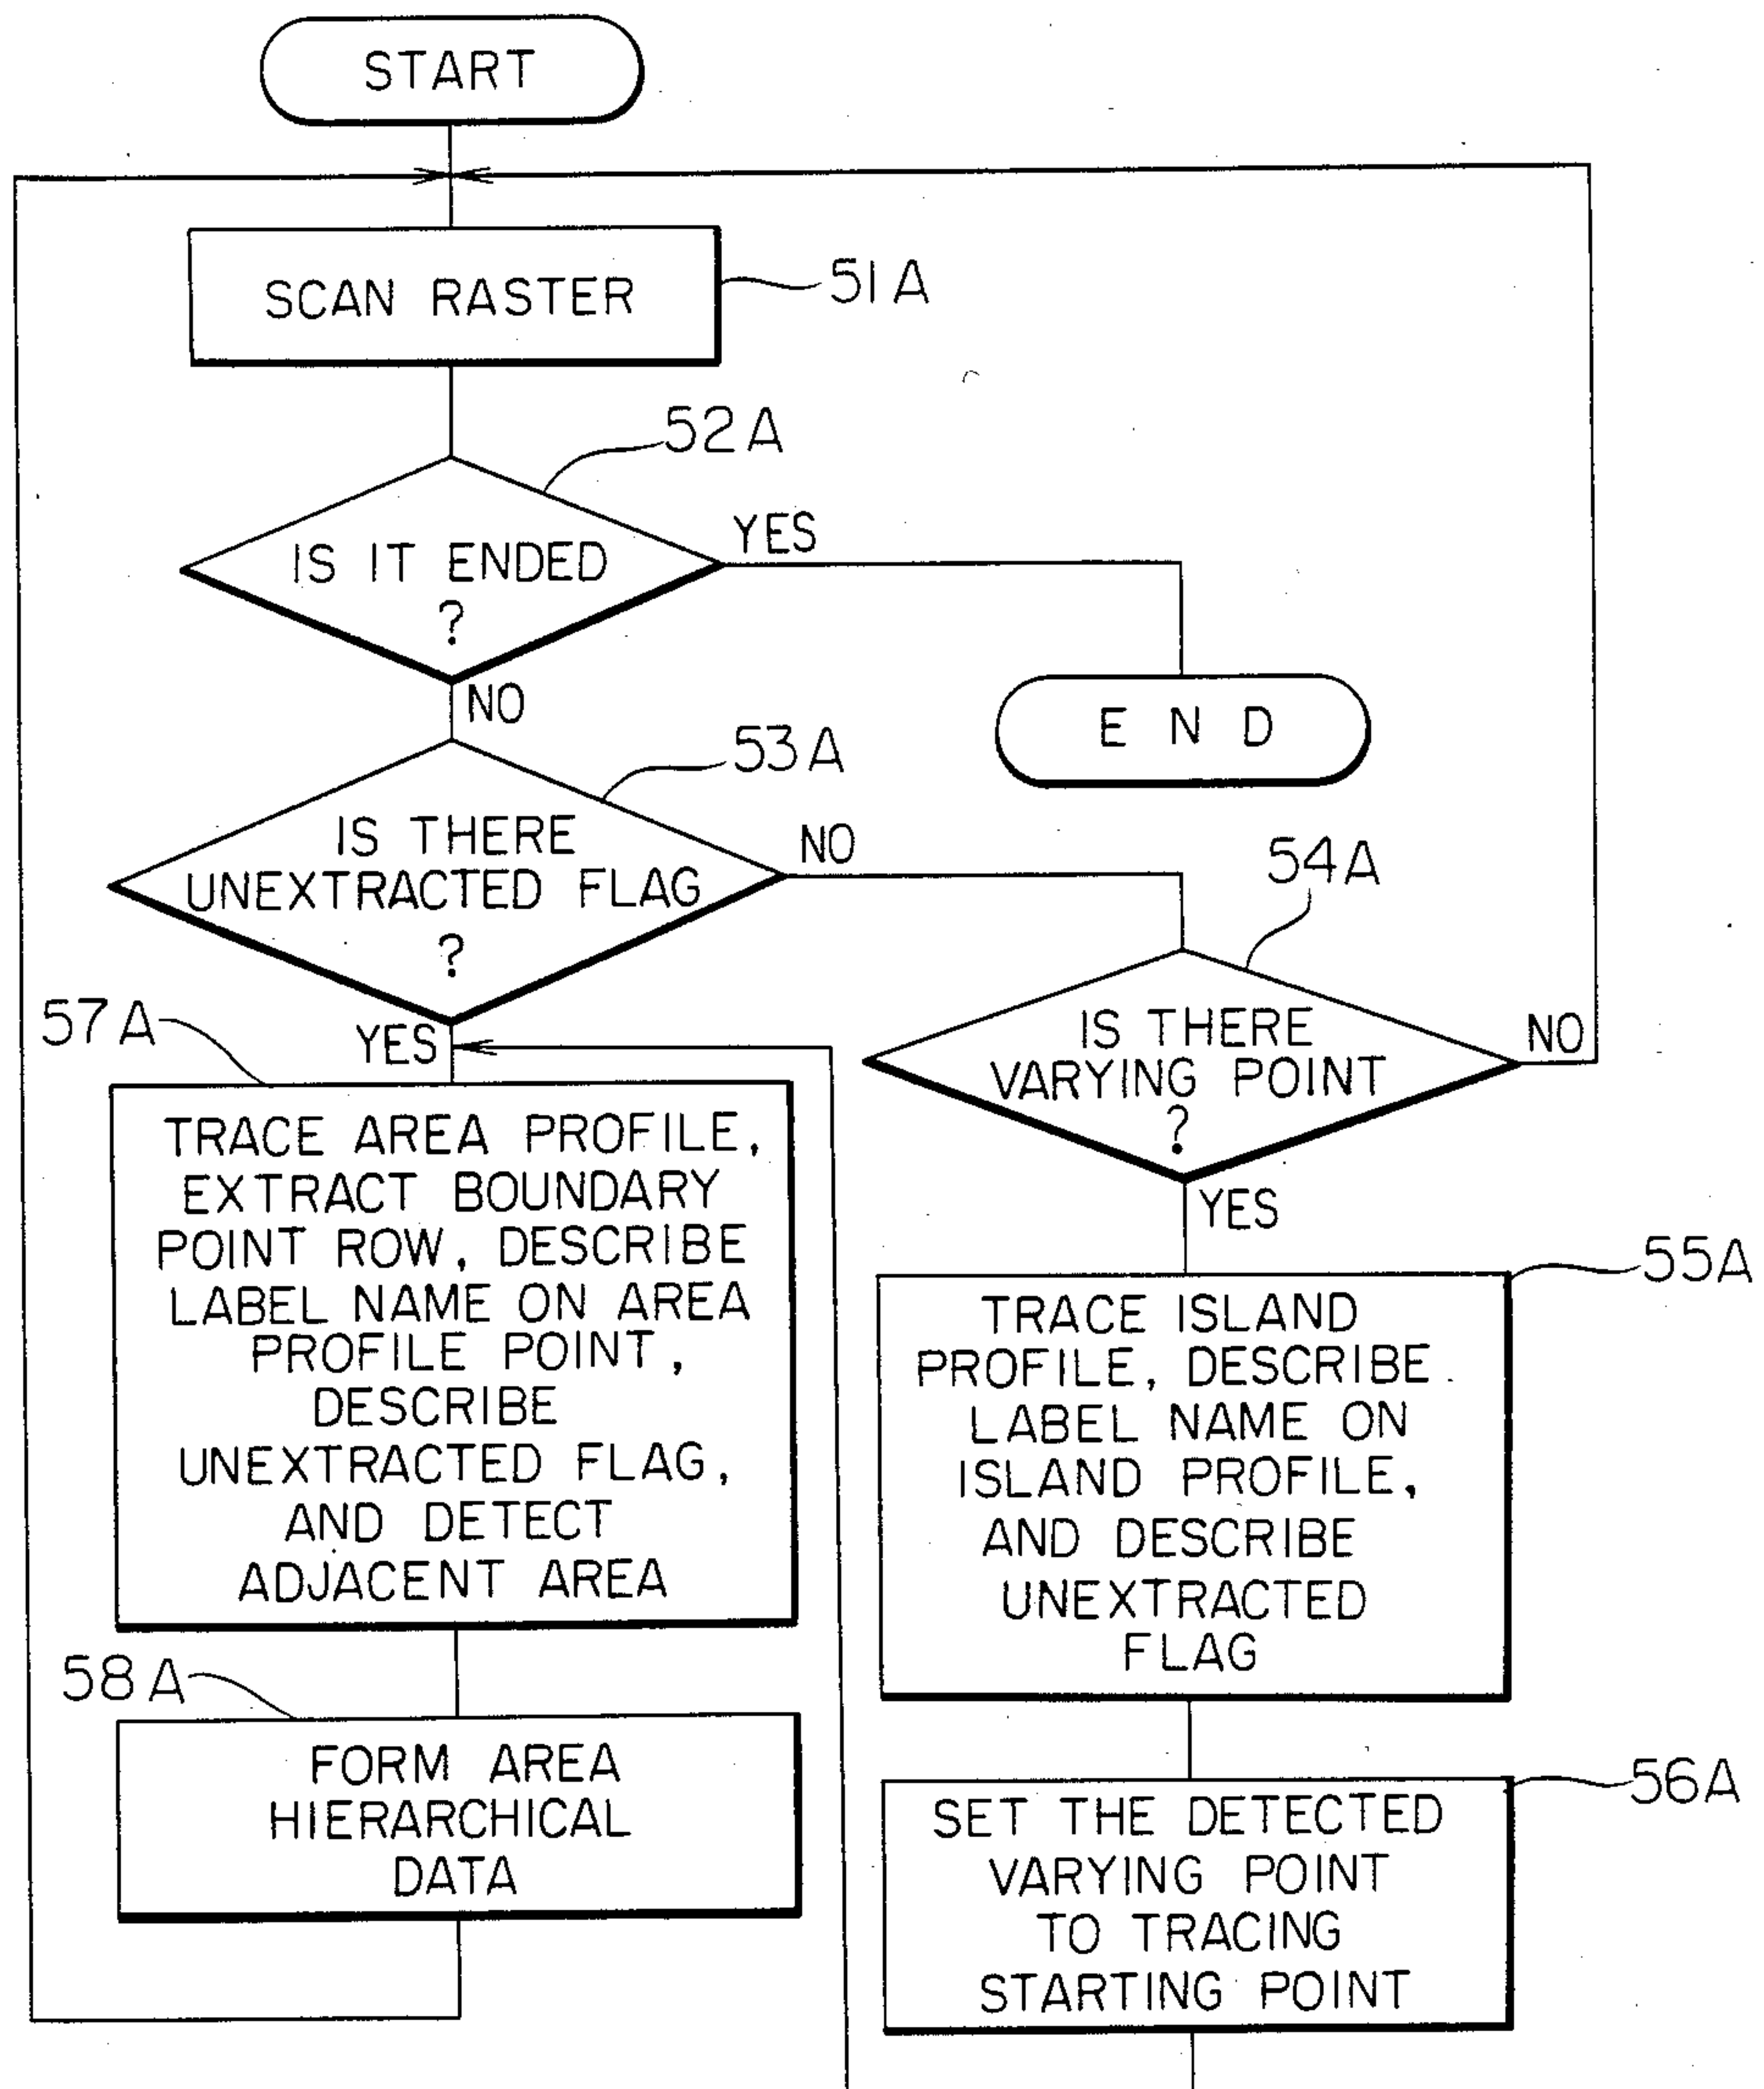 START
SCAN RASTER
51A
52A
IS IT ENDED
?
YES
NO
E N D
53A
IS THERE
UNEXTRACTED FLAG
?
NO
YES
54A
IS THERE
VARYING POINT
?
NO
YES
57A
TRACE AREA PROFILE,
EXTRACT BOUNDARY
POINT ROW, DESCRIBE
LABEL NAME ON AREA
PROFILE POINT,
DESCRIBE
UNEXTRACTED FLAG,
AND DETECT
ADJACENT AREA
55A
TRACE ISLAND
PROFILE, DESCRIBE
LABEL NAME ON
ISLAND PROFILE,
AND DESCRIBE
UNEXTRACTED
FLAG
58A
FORM AREA
HIERARCHICAL
DATA
56A
SET THE DETECTED
VARYING POINT
TO TRACING
STARTING POINT